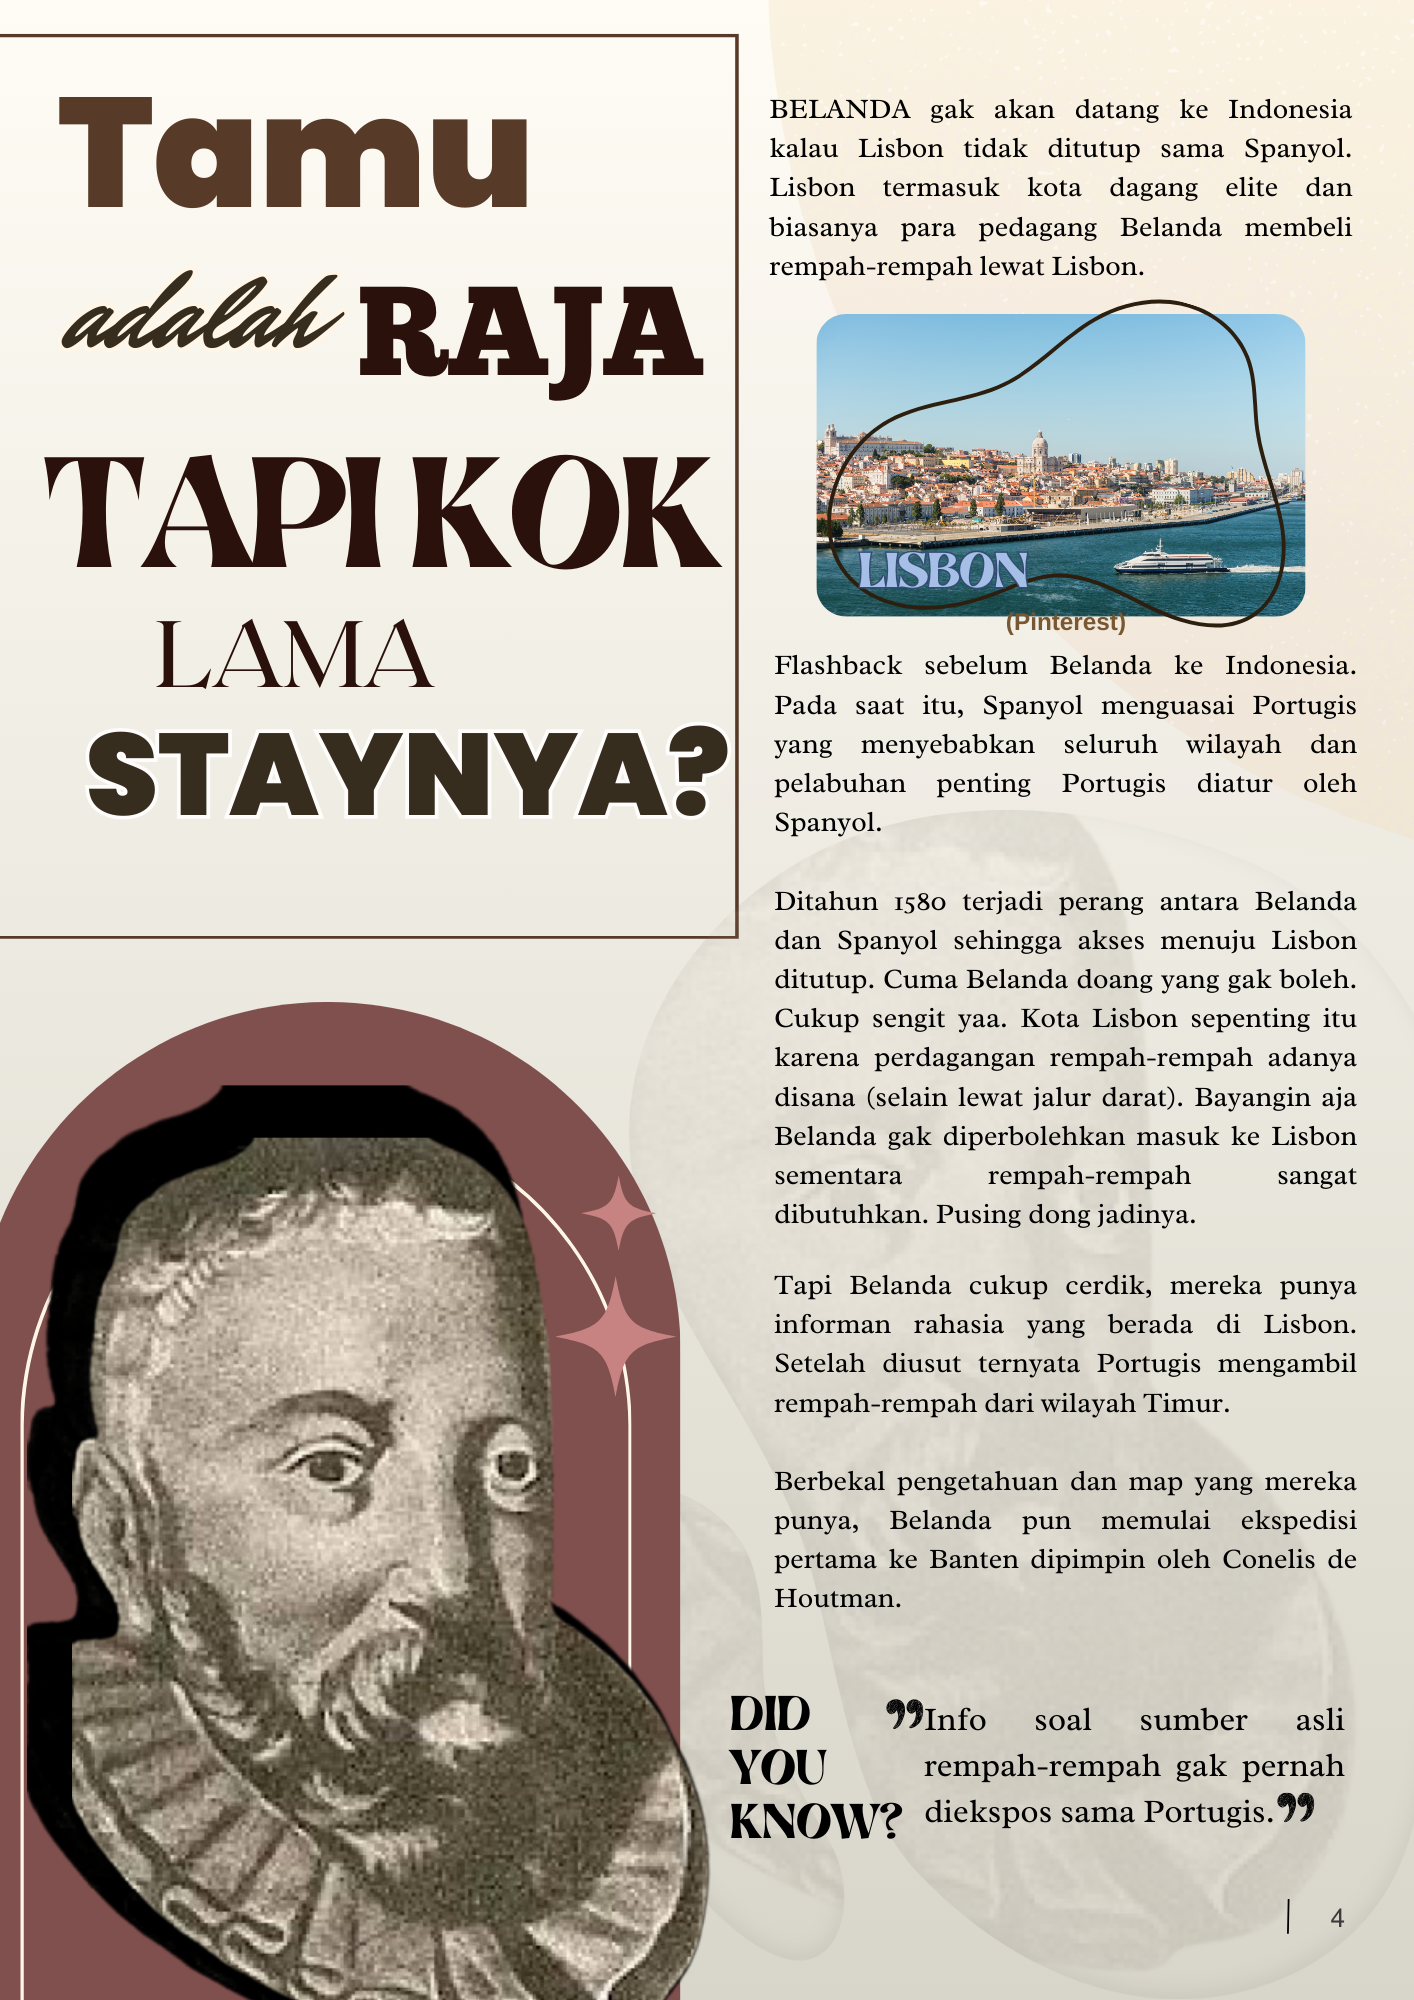 Tamu
adalah RAJA
TAPI KOK
LAMA
STAYNYA?
BELANDA gak akan datang ke Indonesia
kalau Lisbon tidak ditutup sama Spanyol.
Lisbon termasuk kota dagang elite dan
biasanya para pedagang Belanda membeli
rempah-rempah lewat Lisbon.
LISBON
(Pinterest)
Flashback sebelum Belanda ke Indonesia.
Pada saat itu, Spanyol menguasai Portugis
yang menyebabkan seluruh wilayah dan
pelabuhan penting Portugis diatur oleh
Spanyol.
Ditahun 1580 terjadi perang antara Belanda
dan Spanyol sehingga akses menuju Lisbon
ditutup. Cuma Belanda doang yang gak boleh.
Cukup sengit yaa. Kota Lisbon sepenting itu
karena perdagangan rempah-rempah adanya
disana (selain lewat jalur darat). Bayangin aja
Belanda gak diperbolehkan masuk ke Lisbon
sementara rempah-rempah sangat
dibutuhkan. Pusing dong jadinya.
Tapi Belanda cukup cerdik, mereka punya
informan rahasia yang berada di Lisbon.
Setelah diusut ternyata Portugis mengambil
rempah-rempah dari wilayah Timur.
Berbekal pengetahuan dan map yang mereka
punya, Belanda pun memulai ekspedisi
pertama ke Banten dipimpin oleh Conelis de
Houtman.
DID
YOU
KNOW?
”Info soal sumber asli
rempah-rempah gak pernah
diekspos sama Portugis.”
4